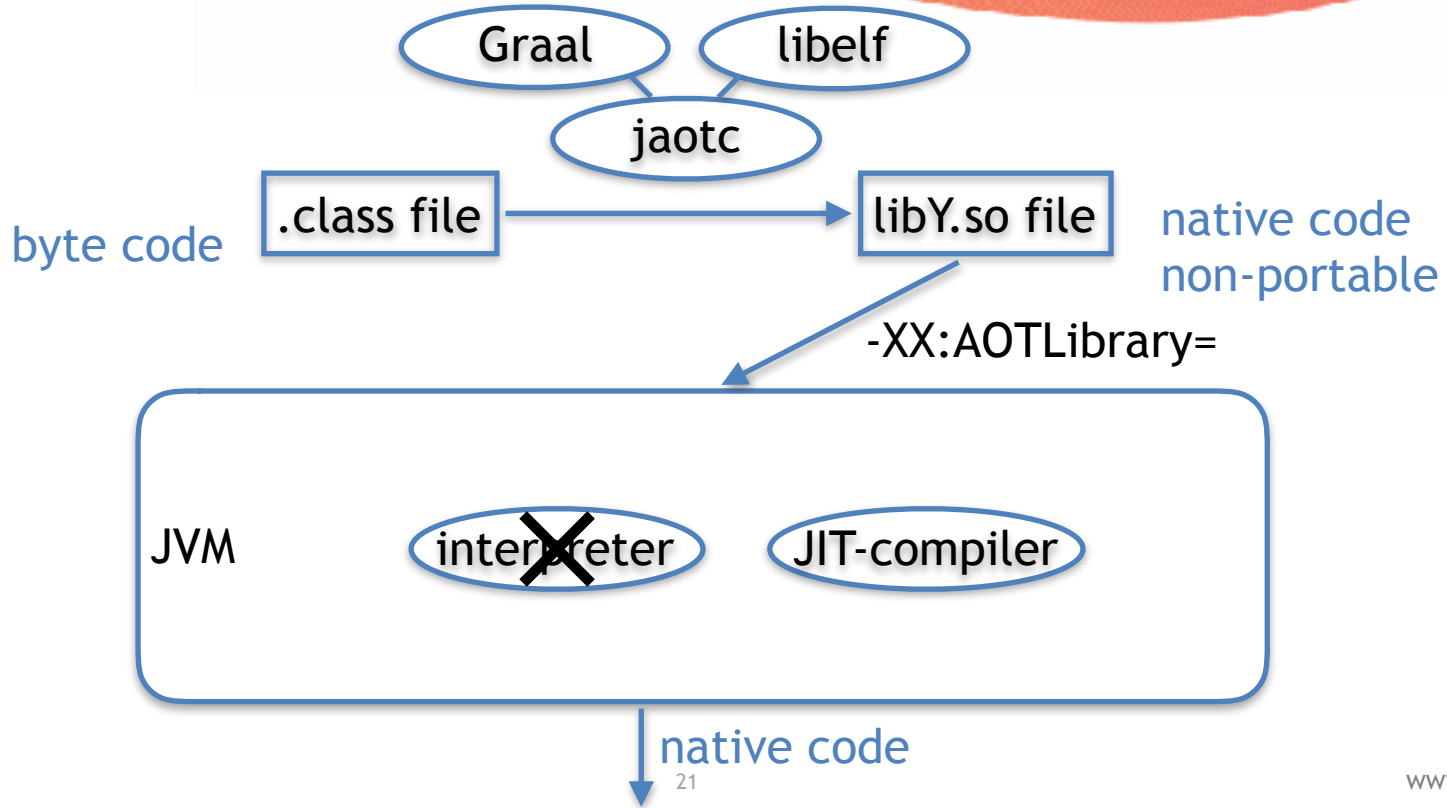 Graal
libelf
jaotc
.class file
libY.so file
byte code
native code
non-portable
-XX:AOTLibrary=
JVM
interpreter
JIT-compiler
native code
21